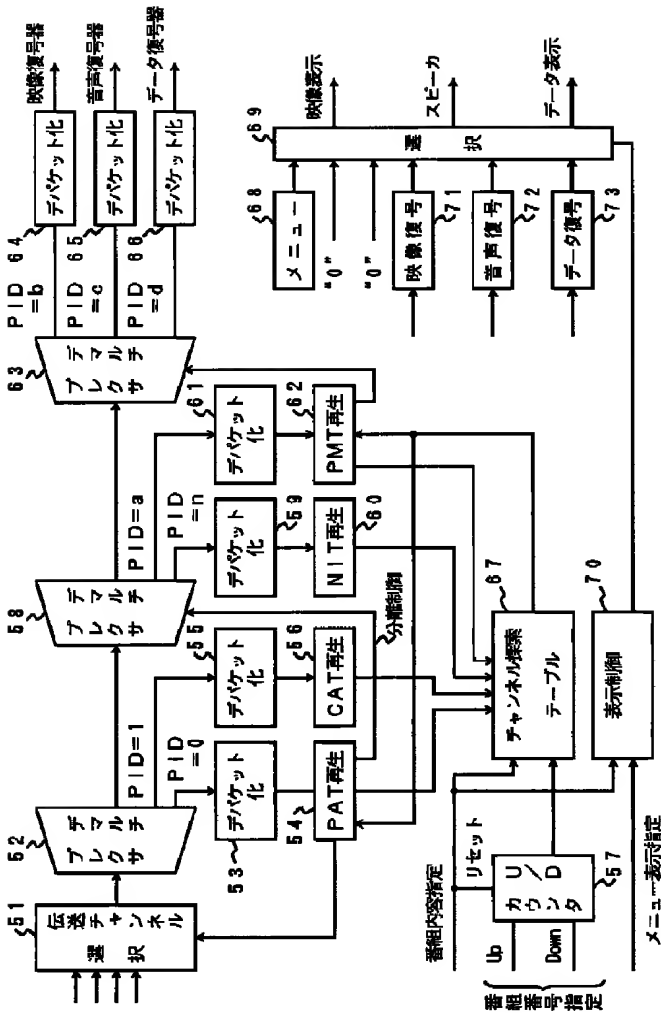 51
伝送チャンネル
選択
52
デマルチ
プレクサ
PID=1
PID
=0
53
デパケット
化
54
PAT再生
55
デパケット
化
56
CAT再生
58
デマルチ
プレクサ
PID=a
PID
=n
59
デパケット
化
60
NIT再生
61
デパケット
化
62
PMT再生
分離制御
63
デマルチ
プレクサ
PID
=b
PID
=c
PID
=d
64
デパケット化
映像復号器
65
デパケット化
音声復号器
66
デパケット化
データ復号器
番組内容指定
リセット
Up
Down
番組番号指定
U/D
カウンタ
57
メニュー表示指定
チャンネル探索
テーブル
67
表示制御
70
メニュー
68
"0"
"0"
映像復号
71
音声復号
72
データ復号
73
選択
69
映像表示
スピーカ
データ表示